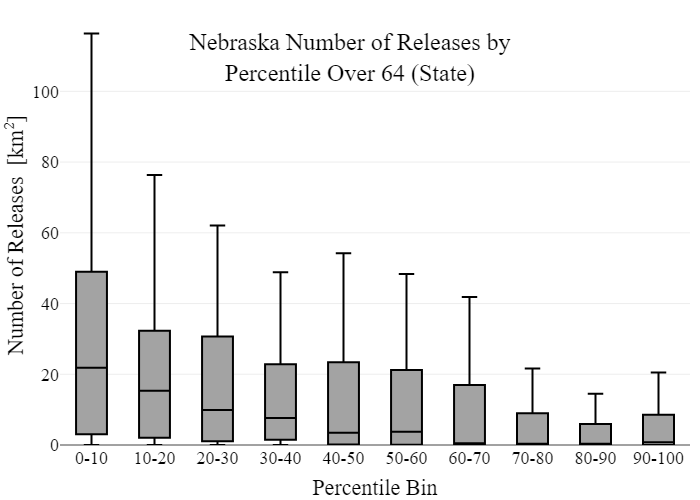 Nebraska Number of Releases by
Percentile Over 64 (State)
Number of Releases [km²]
100
80
60
40
20
0
0-10 10-20 20-30 30-40 40-50 50-60 60-70 70-80 80-90 90-100
Percentile Bin